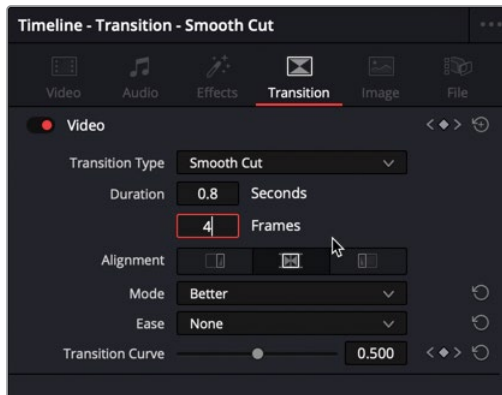 Timeline - Transition - Smooth Cut
Video Audio Effects Transition Image File
Video
Transition Type Smooth Cut
Duration 0.8 Seconds
4 Frames
Alignment
Mode Better
Ease None
Transition Curve 0.500